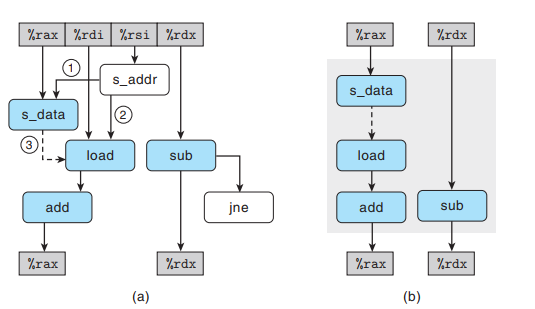 %rax %rdi %rsi %rdx
%rax %rdx
1
s_addr
s_data
s_data
2
3
load
sub
load
add
jne
add
sub
%rax
%rdx
%rax
%rdx
(a)
(b)